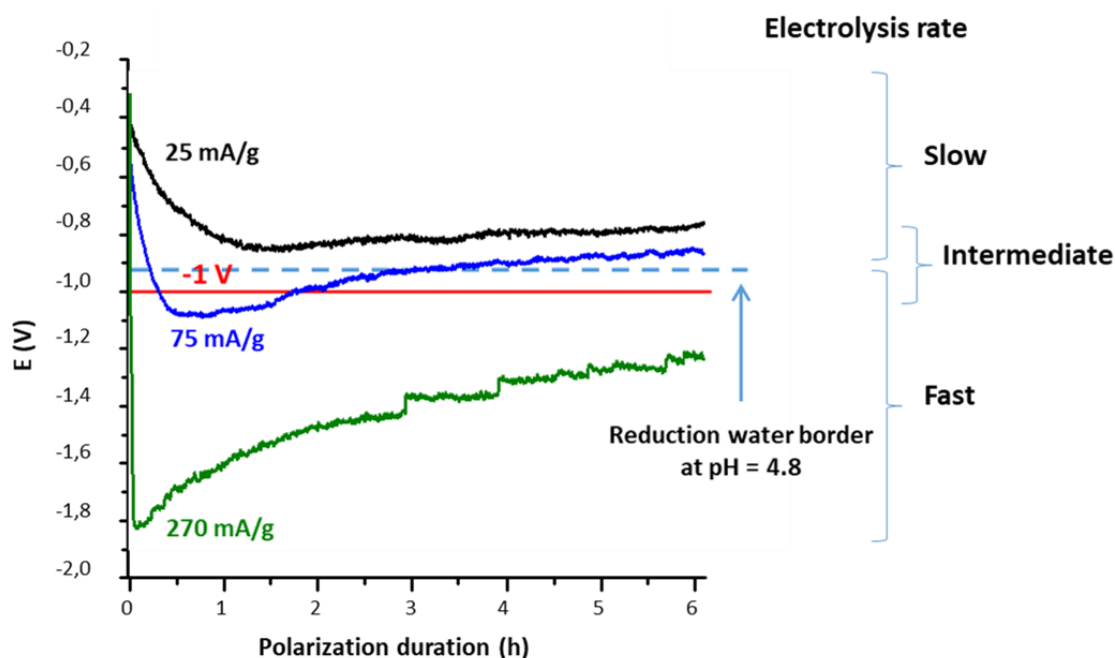 Electrolysis rate
-0,2
-0,4
-0,6
-0,8
-1,0
-1,2
-1,4
-1,6
-1,8
-2,0
E (V)
25 mA/g
-1 V
75 mA/g
270 mA/g
Slow
Intermediate
Fast
Reduction water border
at pH = 4.8
0
1
2
3
4
5
6
Polarization duration (h)